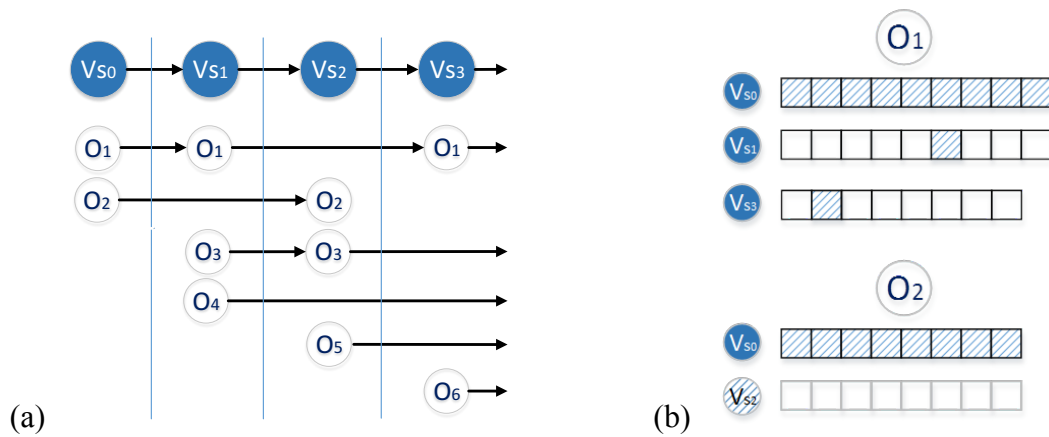 Vs0 Vs1 Vs2 Vs3
O1 O1 O1
O2 O2
O3 O3
O4
O5
O6
(a)
O1
Vs0
Vs1
Vs3
O2
Vs0
Vs2
(b)